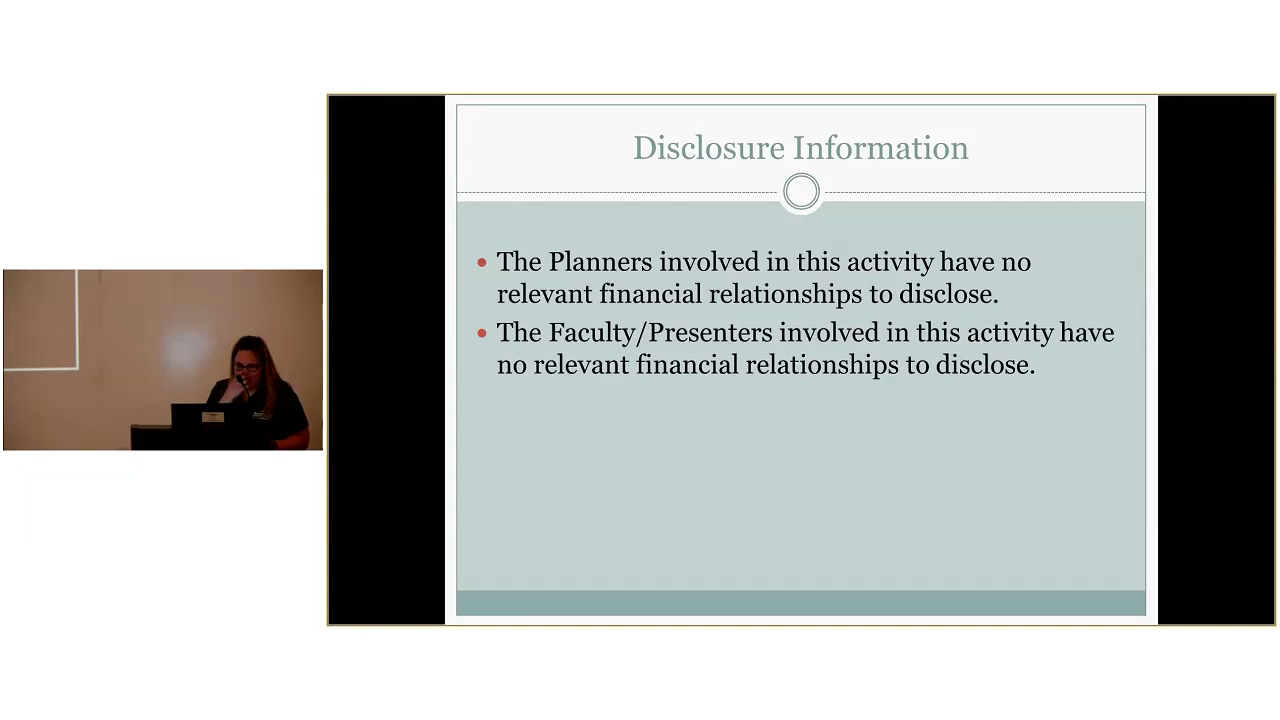 Disclosure Information
• The Planners involved in this activity have no
relevant financial relationships to disclose.
• The Faculty/Presenters involved in this activity have
no relevant financial relationships to disclose.